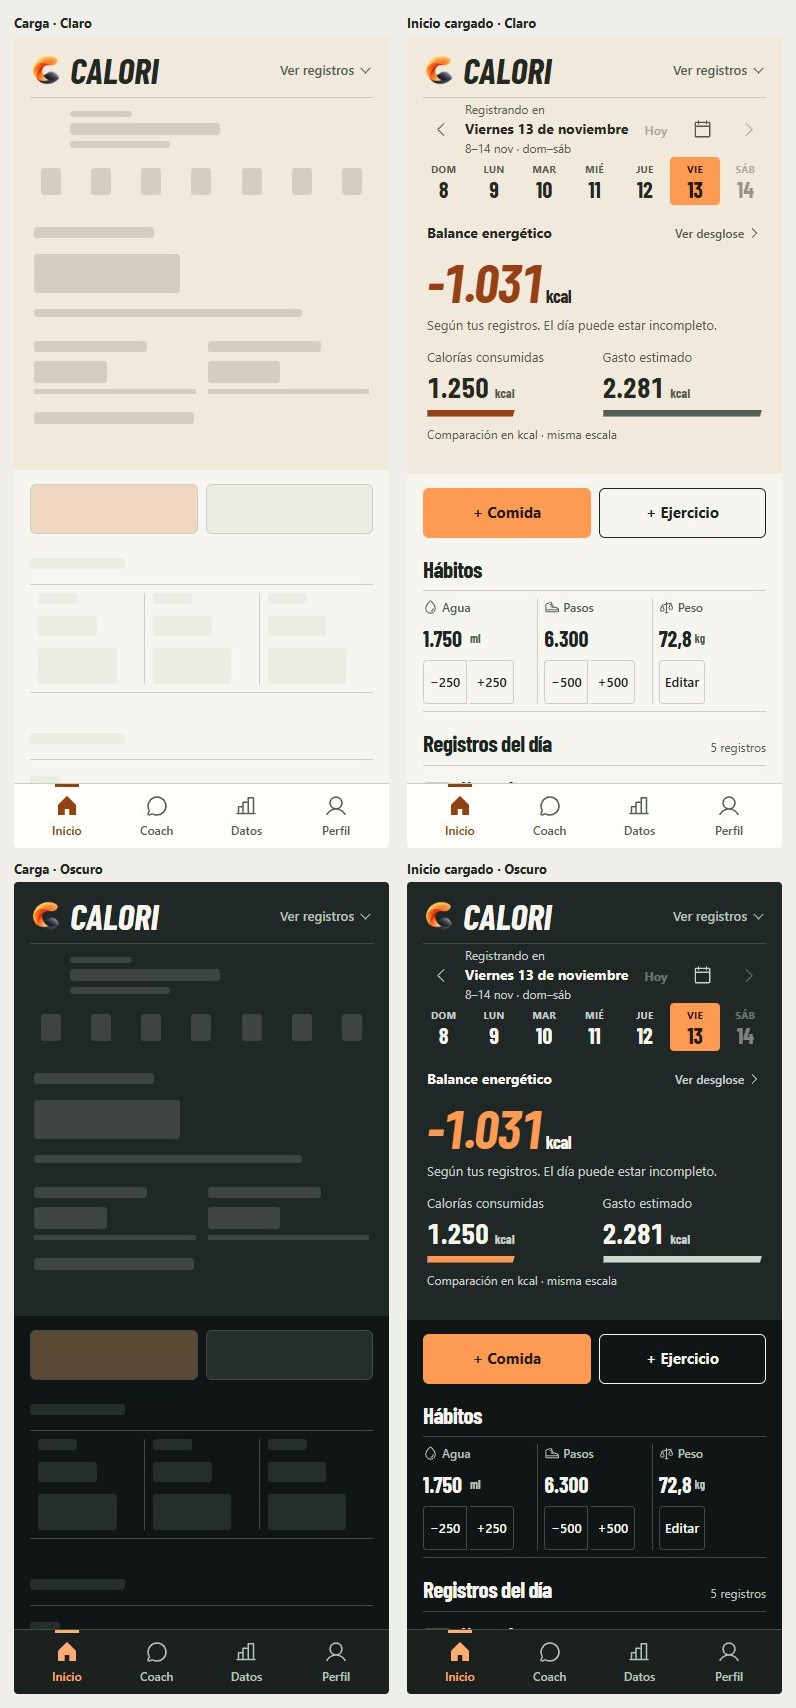 Carga · Claro
CALORI
Ver registros
Inicio
Coach
Datos
Perfil
Inicio cargado · Claro
CALORI
Ver registros
Registrando en
Viernes 13 de noviembre
Hoy
8–14 nov · dom–sáb
DOM LUN MAR MIÉ JUE VIE SÁB
8 9 10 11 12 13 14
Balance energético
Ver desglose
-1.031 kcal
Según tus registros. El día puede estar incompleto.
Calorías consumidas
Gasto estimado
1.250 kcal
2.281 kcal
Comparación en kcal · misma escala
+ Comida
+ Ejercicio
Hábitos
Agua
Pasos
Peso
1.750 ml
6.300
72,8 kg
−250 +250
−500 +500
Editar
Registros del día
5 registros
Inicio
Coach
Datos
Perfil
Carga · Oscuro
CALORI
Ver registros
Inicio
Coach
Datos
Perfil
Inicio cargado · Oscuro
CALORI
Ver registros
Registrando en
Viernes 13 de noviembre
Hoy
8–14 nov · dom–sáb
DOM LUN MAR MIÉ JUE VIE SÁB
8 9 10 11 12 13 14
Balance energético
Ver desglose
-1.031 kcal
Según tus registros. El día puede estar incompleto.
Calorías consumidas
Gasto estimado
1.250 kcal
2.281 kcal
Comparación en kcal · misma escala
+ Comida
+ Ejercicio
Hábitos
Agua
Pasos
Peso
1.750 ml
6.300
72,8 kg
−250 +250
−500 +500
Editar
Registros del día
5 registros
Inicio
Coach
Datos
Perfil